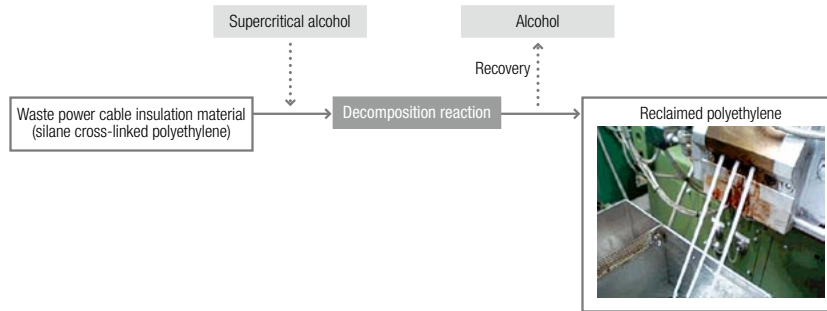 Supercritical alcohol
Alcohol
Recovery
Waste power cable insulation material
(silane cross-linked polyethylene)
Decomposition reaction
Reclaimed polyethylene